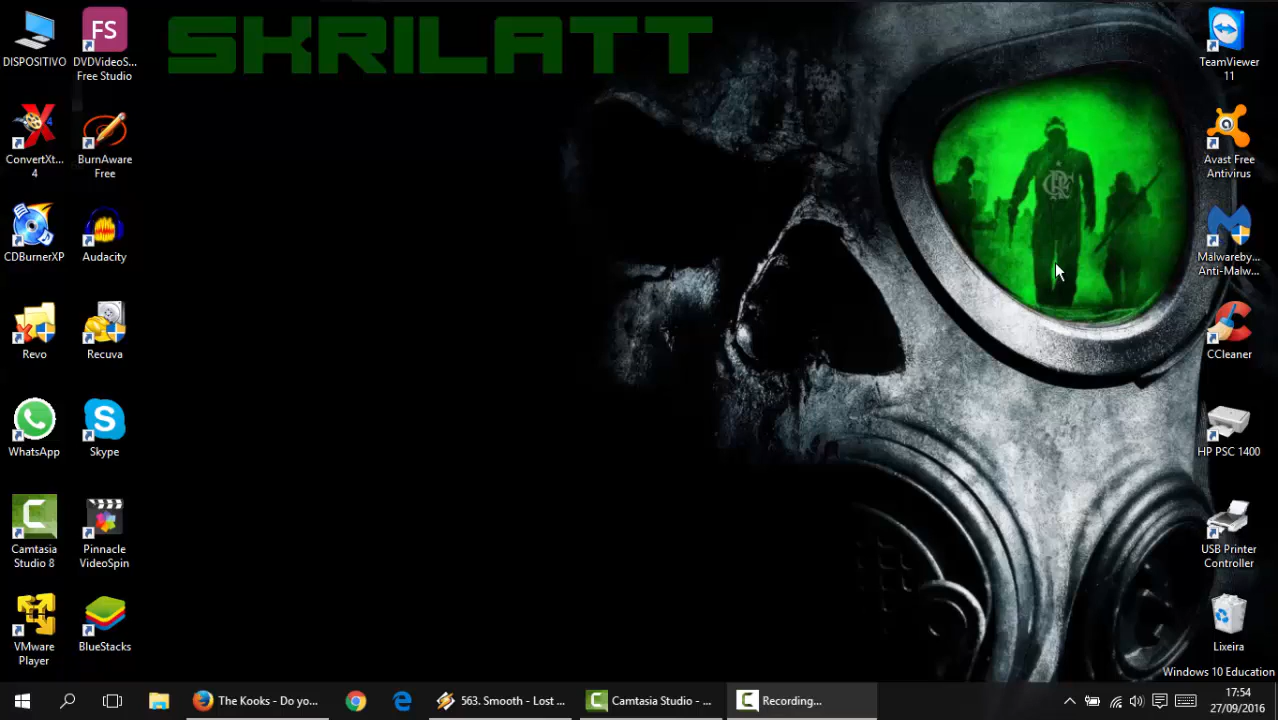 SKRILATT
DISPOSITIVO
DVDVideoS...
Free Studio
ConvertXt...
4
BurnAware
Free
CDBurnerXP
Audacity
Revo
Recuva
WhatsApp
Skype
Camtasia
Studio 8
Pinnacle
VideoSpin
VMware
Player
BlueStacks
TeamViewer
11
Avast Free
Antivirus
Malwareby...
Anti-Malw...
CCleaner
HP PSC 1400
USB Printer
Controller
Lixeira
Windows 10 Education
The Kooks - Do yo...
563. Smooth - Lost ...
Camtasia Studio - ...
Recording...
17:54
27/09/2016